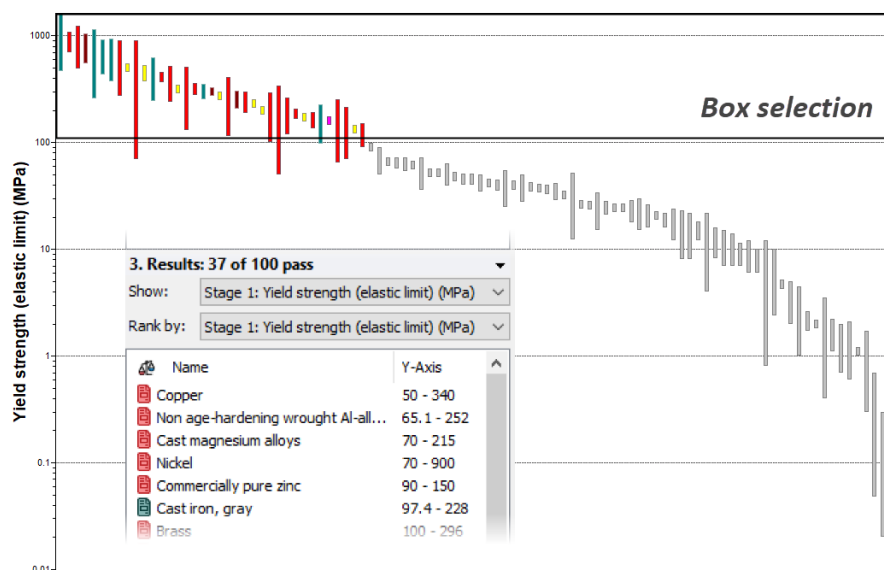 1000
Box selection
100
Yield strength (elastic limit) (MPa)
10
3. Results: 37 of 100 pass
Show: Stage 1: Yield strength (elastic limit) (MPa)
Rank by: Stage 1: Yield strength (elastic limit) (MPa)
1
Name Y-Axis
Copper 50 - 340
Non age-hardening wrought Al-all... 65.1 - 252
Cast magnesium alloys 70 - 215
0.1
Nickel 70 - 900
Commercially pure zinc 90 - 150
Cast iron, gray 97.4 - 228
Brass 100 - 296
0.01